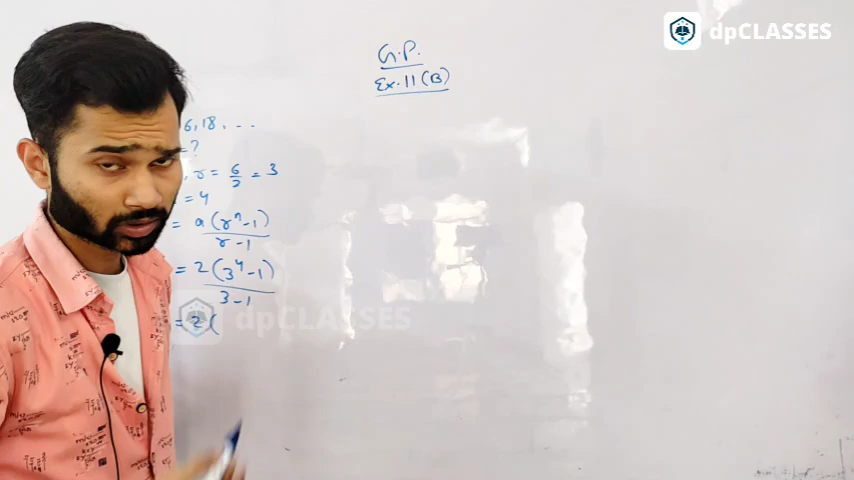 dpCLASSES
G.P.
Ex.11(B)
6,18, ...
=?
, r = 6/2 = 3
= 4
= a(rⁿ-1)
r-1
= 2(3⁴-1)
3-1
= 2(
dpCLASSES